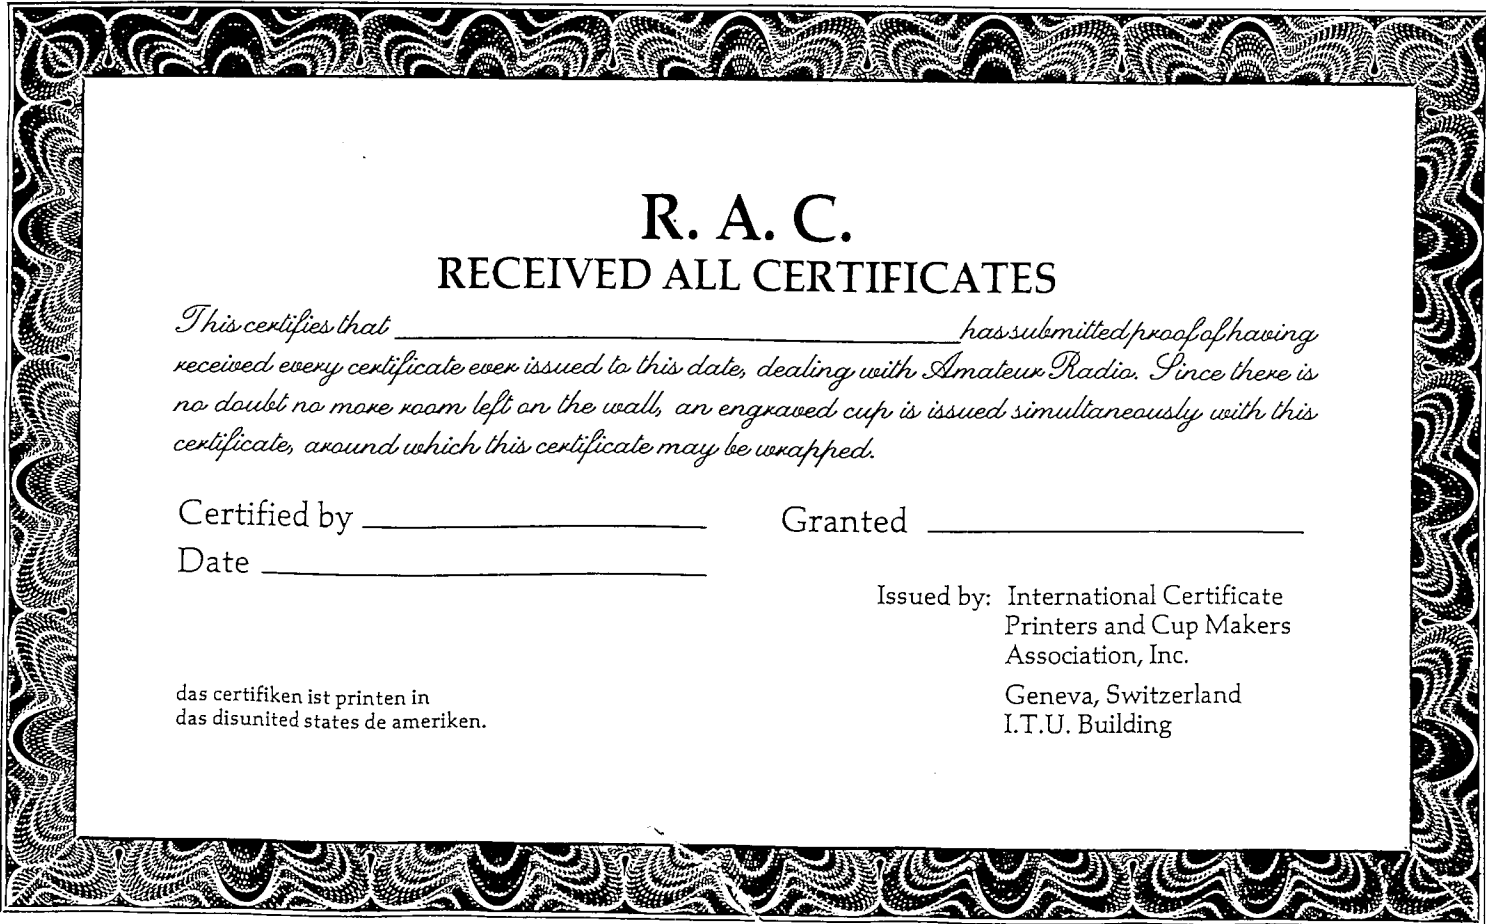 R. A. C.
RECEIVED ALL CERTIFICATES
This certifies that ____ has submitted proof of having
received every certificate ever issued to this date, dealing with Amateur Radio. Since there is
no doubt no more room left on the wall, an engraved cup is issued simultaneously with this
certificate, around which this certificate may be wrapped.
Certified by ____ Granted ____
Date ____
Issued by: International Certificate
Printers and Cup Makers
Association, Inc.
Geneva, Switzerland
I.T.U. Building
das certifiken ist printen in
das disunited states de ameriken.